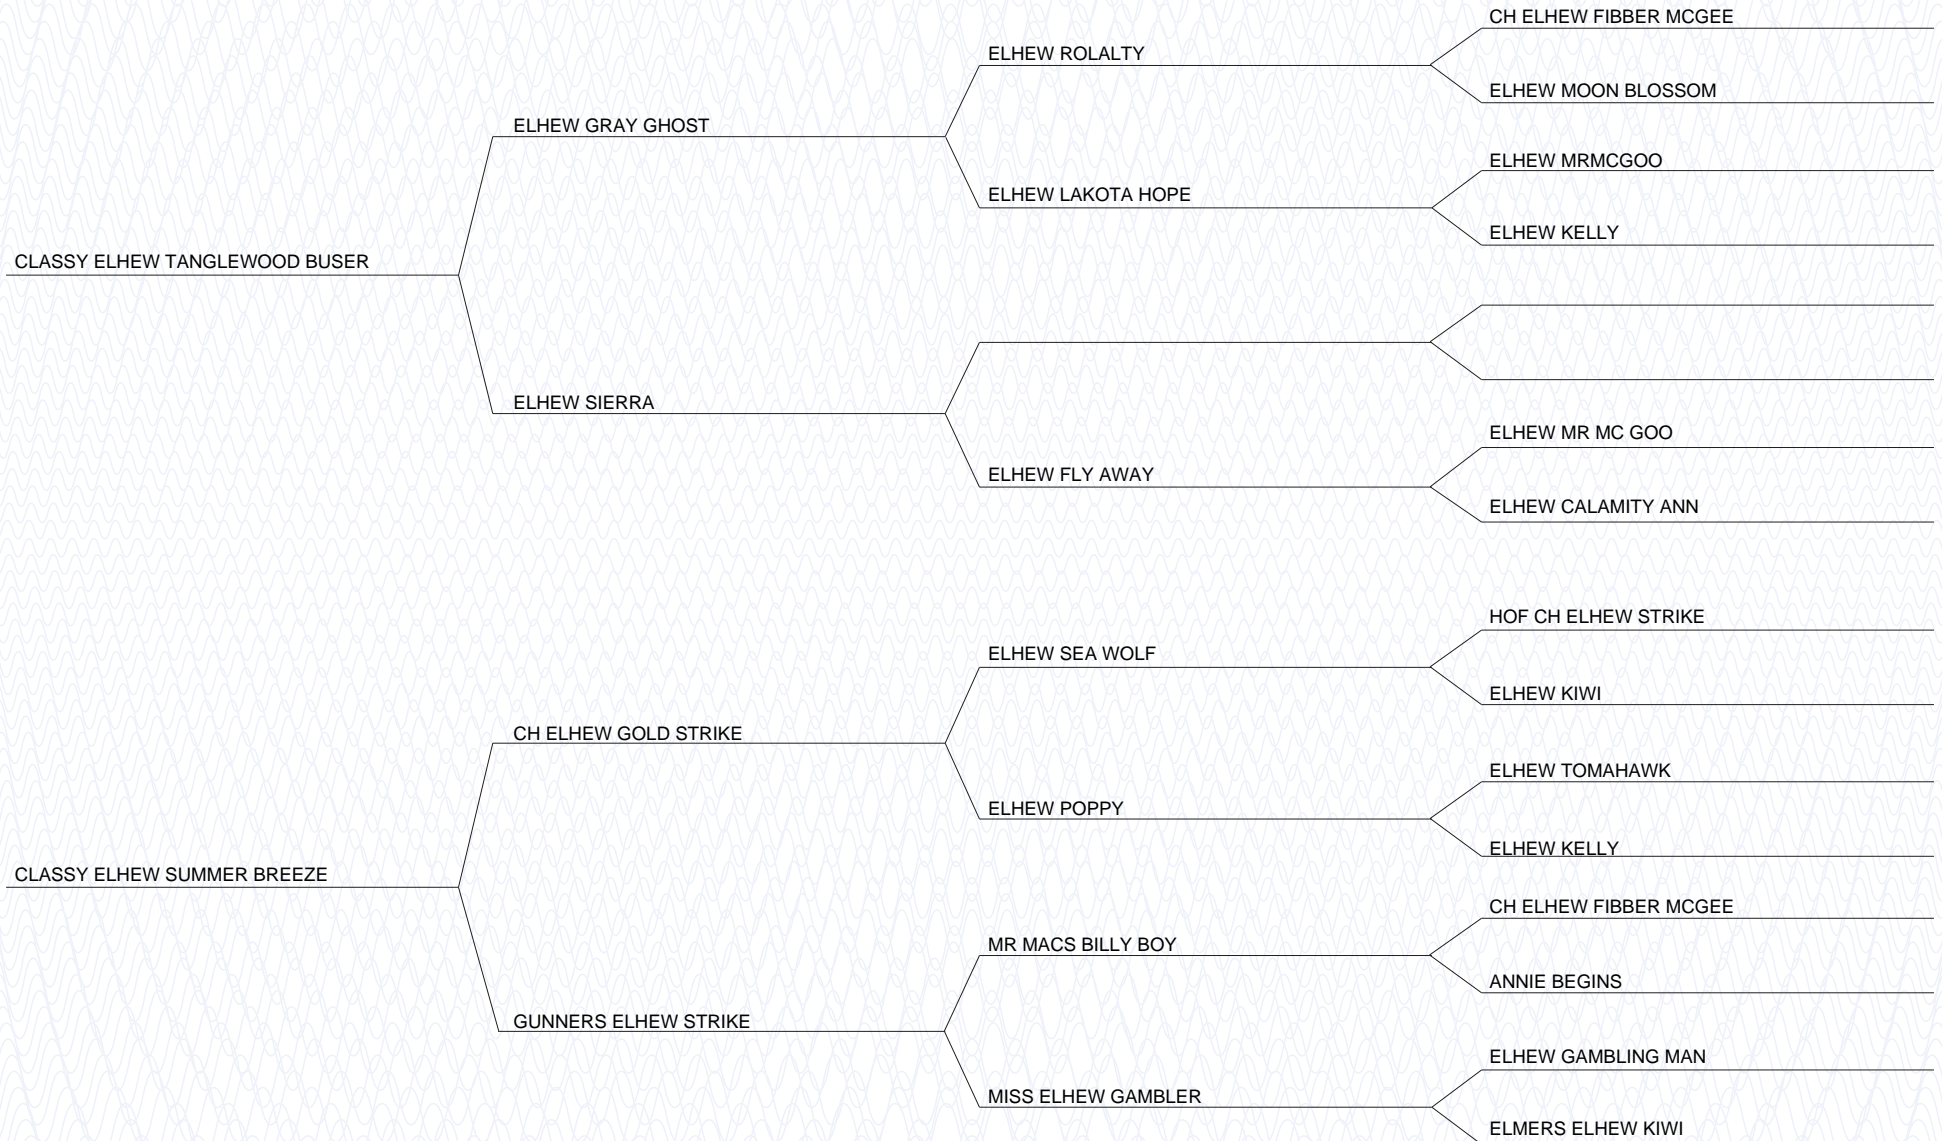 CH ELHEW FIBBER MCGEE
ELHEW ROLALTY
ELHEW MOON BLOSSOM
ELHEW GRAY GHOST
ELHEW MRMCGOO
ELHEW LAKOTA HOPE
ELHEW KELLY
CLASSY ELHEW TANGLEWOOD BUSER
ELHEW SIERRA
ELHEW MR MC GOO
ELHEW FLY AWAY
ELHEW CALAMITY ANN
HOF CH ELHEW STRIKE
ELHEW SEA WOLF
ELHEW KIWI
CH ELHEW GOLD STRIKE
ELHEW TOMAHAWK
ELHEW POPPY
ELHEW KELLY
CLASSY ELHEW SUMMER BREEZE
CH ELHEW FIBBER MCGEE
MR MACS BILLY BOY
ANNIE BEGINS
GUNNERS ELHEW STRIKE
ELHEW GAMBLING MAN
MISS ELHEW GAMBLER
ELMERS ELHEW KIWI